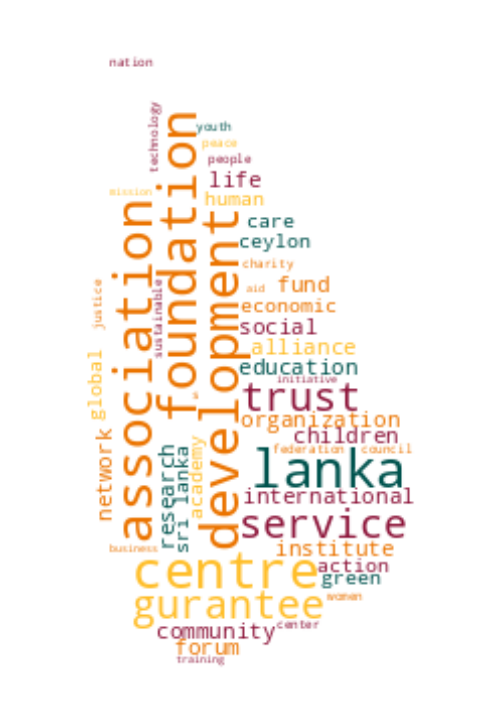 nation
technology
youth
foundation
peace
people
life
mission
human
association
development
care
ceylon
charity
justice
sustainable
aid
fund
economic
social
alliance
global
education
initiative
trust
organization
network
children
research
sri lanka
academy
federation
council
lanka
international
service
business
institute
centre
action
green
gurantee
women
community
center
forum
training